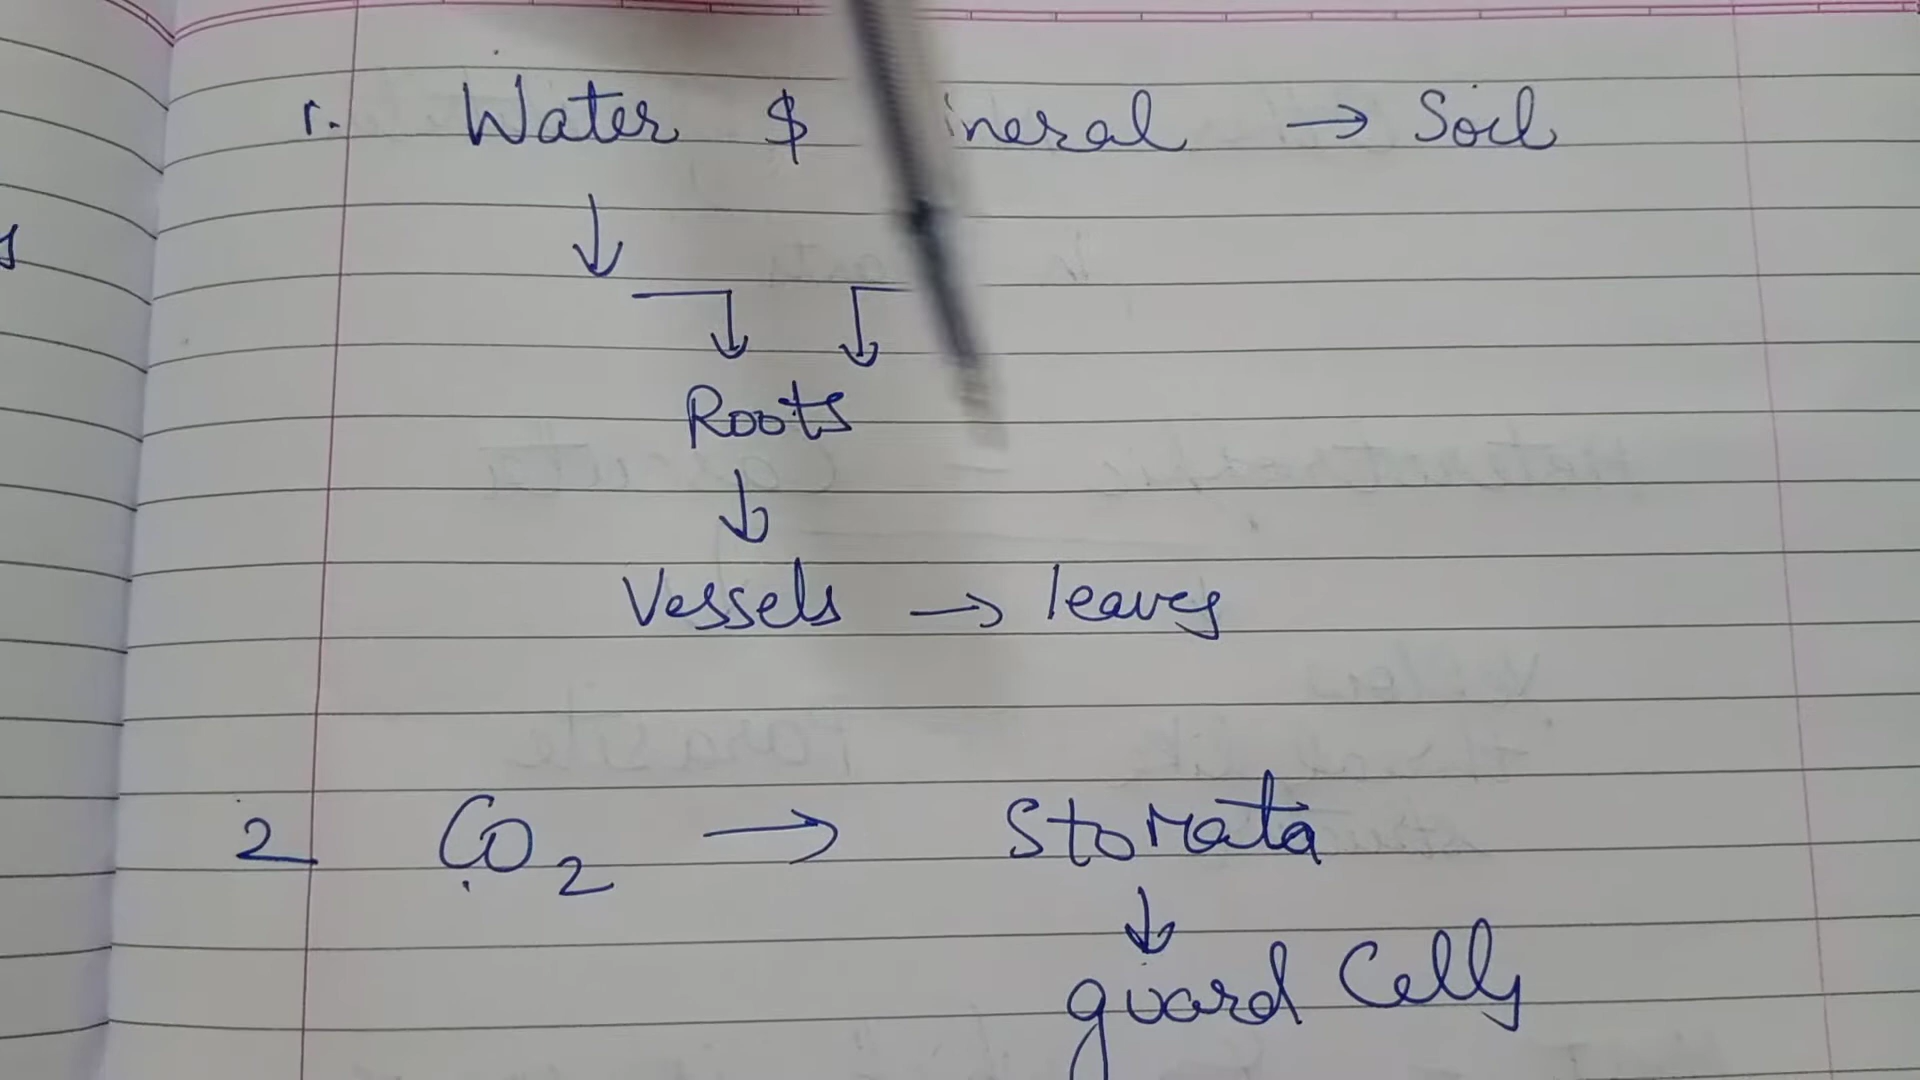 1. Water $ ineral → Soil
↓
Roots
↓
Vessels → leaves
2 CO₂ → Stomata
↓
guard Cells